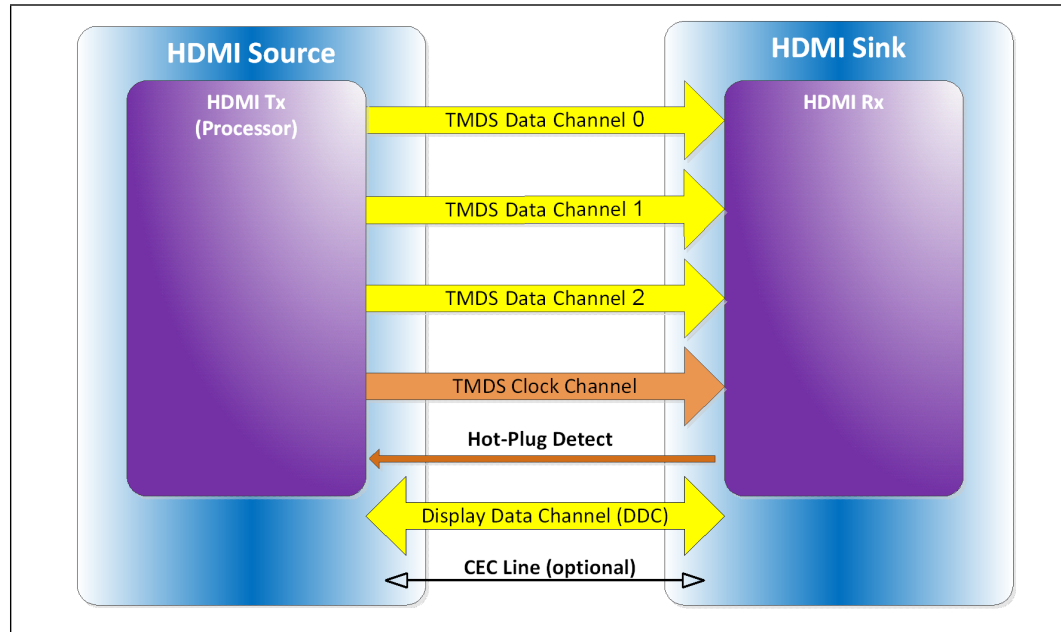 HDMI Source
HDMI Tx
(Processor)
HDMI Sink
HDMI Rx
TMDS Data Channel 0
TMDS Data Channel 1
TMDS Data Channel 2
TMDS Clock Channel
Hot-Plug Detect
Display Data Channel (DDC)
CEC Line (optional)